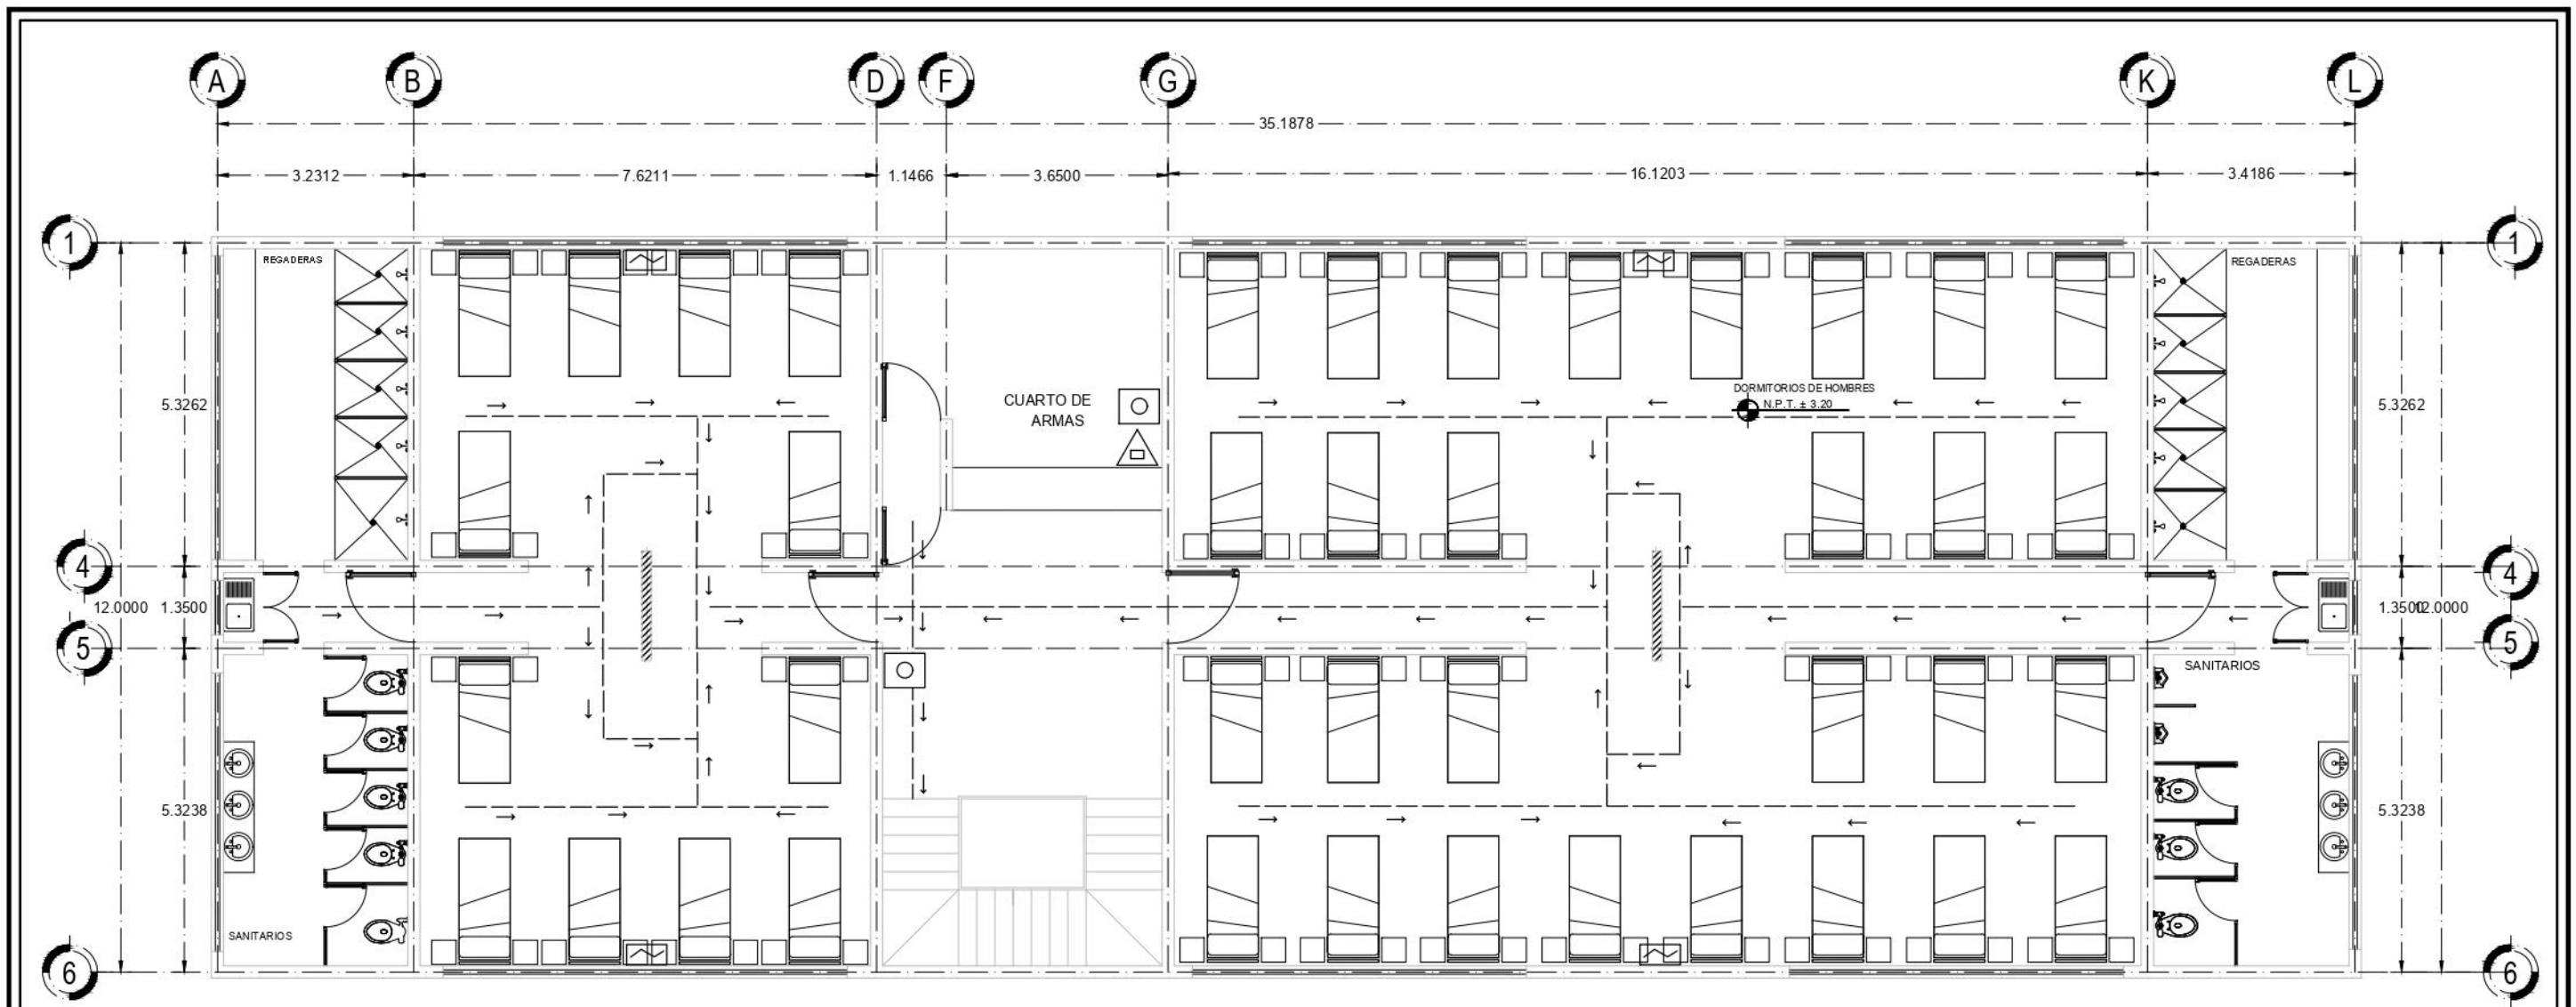 A B D F G K L
35.1878
3.2312 7.6211 1.1466 3.6500 16.1203 3.4186
1 1
REGADERAS REGADERAS
DORMITORIOS DE HOMBRES
N.P.T. ± 3.20
CUARTO DE
ARMAS
5.3262 5.3262
4 4
12.0000 1.3500 1.3500 12.0000
5 5
SANITARIOS
5.3238 5.3238
SANITARIOS
6 6